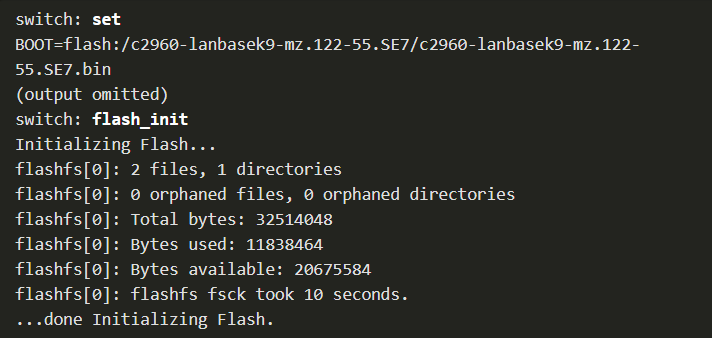 switch: set
BOOT=flash:/c2960-lanbasek9-mz.122-55.SE7/c2960-lanbasek9-mz.122-
55.SE7.bin
(output omitted)
switch: flash_init
Initializing Flash...
flashfs[0]: 2 files, 1 directories
flashfs[0]: 0 orphaned files, 0 orphaned directories
flashfs[0]: Total bytes: 32514048
flashfs[0]: Bytes used: 11838464
flashfs[0]: Bytes available: 20675584
flashfs[0]: flashfs fsck took 10 seconds.
...done Initializing Flash.